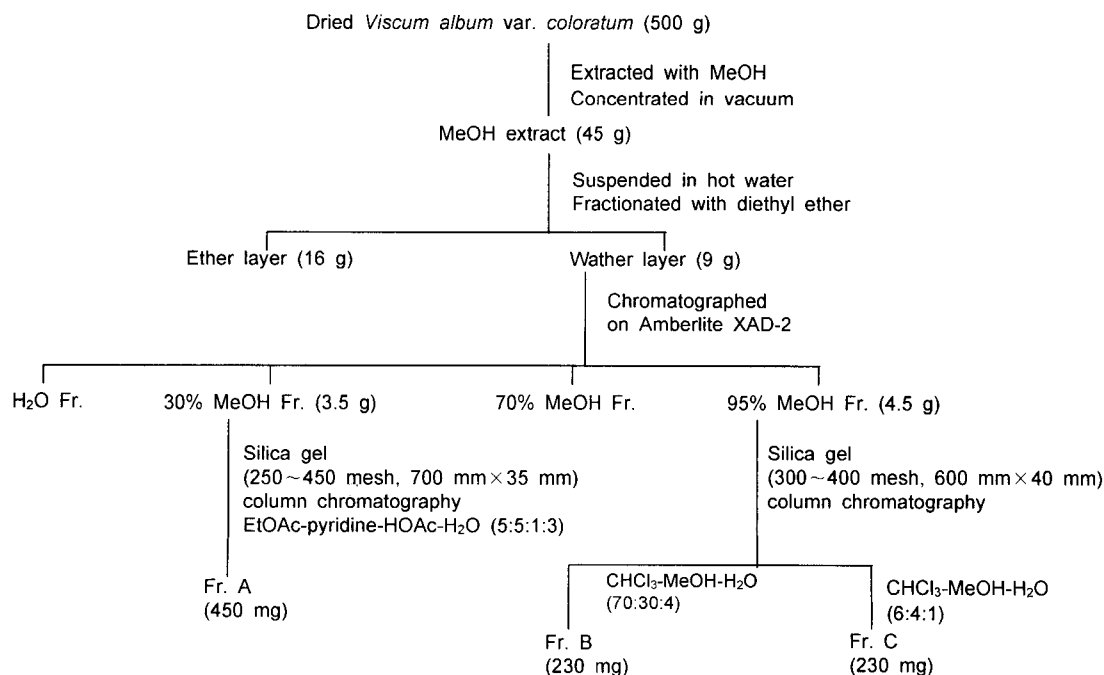 Dried Viscum album var. coloratum (500 g)
Extracted with MeOH
Concentrated in vacuum
MeOH extract (45 g)
Suspended in hot water
Fractionated with diethyl ether
Ether layer (16 g)
Wather layer (9 g)
Chromatographed
on Amberlite XAD-2
H₂O Fr.
30% MeOH Fr. (3.5 g)
70% MeOH Fr.
95% MeOH Fr. (4.5 g)
Silica gel
(250~450 mesh, 700 mm×35 mm)
column chromatography
EtOAc-pyridine-HOAc-H₂O (5:5:1:3)
Silica gel
(300~400 mesh, 600 mm×40 mm)
column chromatography
Fr. A
(450 mg)
CHCl₃-MeOH-H₂O
(70:30:4)
CHCl₃-MeOH-H₂O
(6:4:1)
Fr. B
(230 mg)
Fr. C
(230 mg)